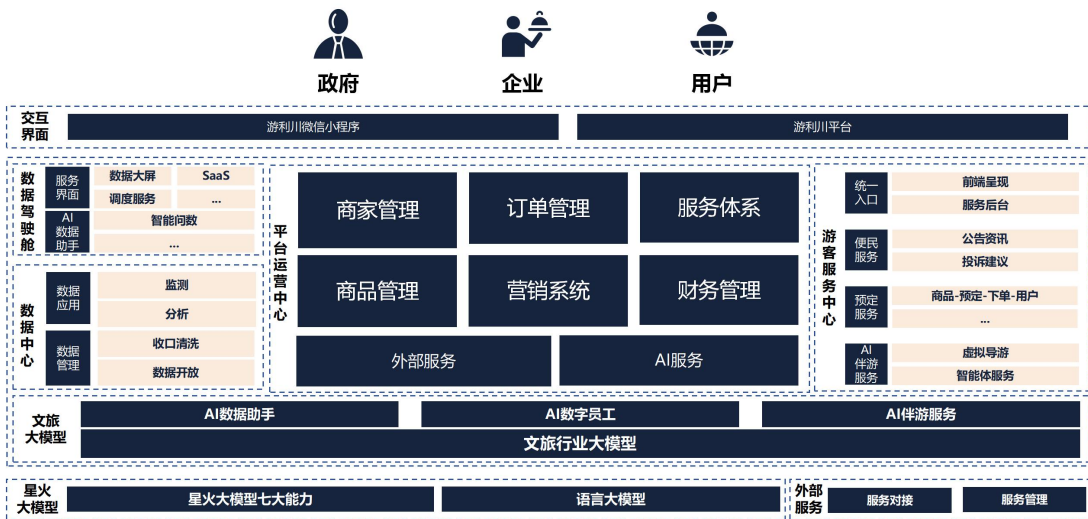 政府
企业
用户
交互
界面
游利川微信小程序
游利川平台
数据驾驶舱
服务
界面
数据大屏
SaaS
调度服务
...
AI
数据
助手
智能问数
...
数据中心
数据
应用
监测
分析
数据
管理
收口清洗
数据开放
平台运营中心
商家管理
订单管理
服务体系
商品管理
营销系统
财务管理
外部服务
AI服务
游客服务中心
统一
入口
前端呈现
服务后台
便民
服务
公告资讯
投诉建议
预定
服务
商品-预定-下单-用户
...
AI
伴游
服务
虚拟导游
智能体服务
文旅
大模型
AI数据助手
AI数字员工
AI伴游服务
文旅行业大模型
星火
大模型
星火大模型七大能力
语言大模型
外部
服务
服务对接
服务管理